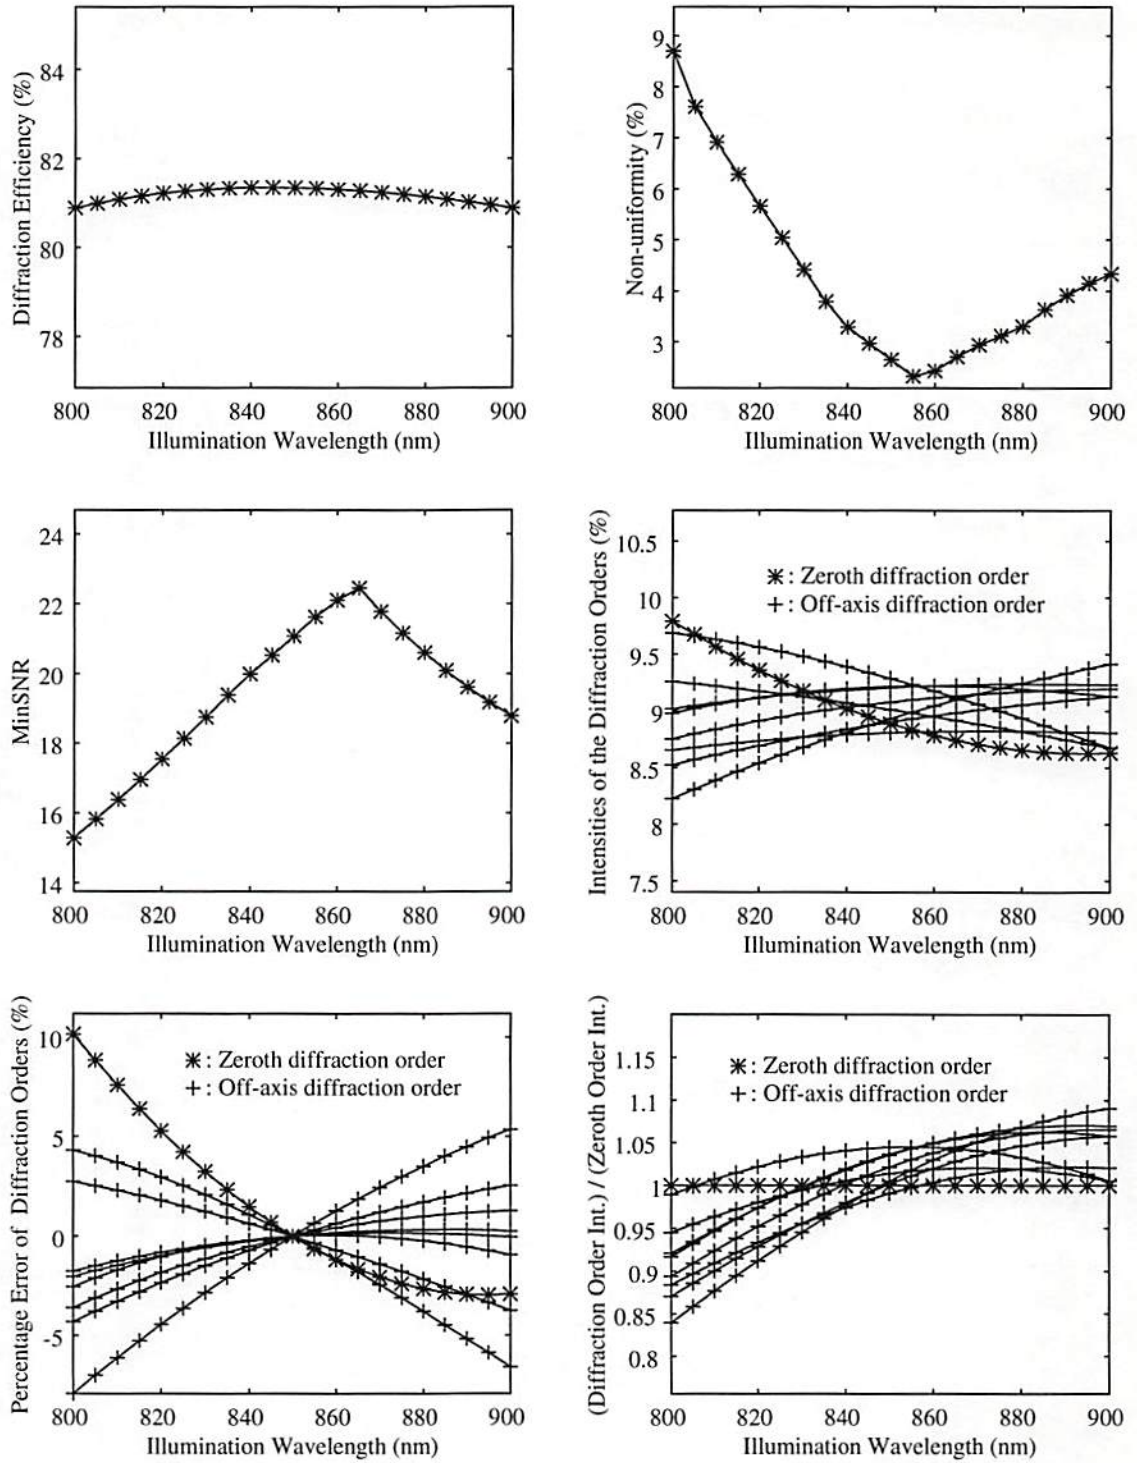 Diffraction Efficiency (%)
84
82
80
78
800 820 840 860 880 900
Illumination Wavelength (nm)
Non-uniformity (%)
9
8
7
6
5
4
3
800 820 840 860 880 900
Illumination Wavelength (nm)
MinSNR
24
22
20
18
16
14
800 820 840 860 880 900
Illumination Wavelength (nm)
Intensities of the Diffraction Orders (%)
10.5
10
9.5
9
8.5
8
7.5
: Zeroth diffraction order
+ : Off-axis diffraction order
800 820 840 860 880 900
Illumination Wavelength (nm)
Percentage Error of Diffraction Orders (%)
10
5
0
-5
: Zeroth diffraction order
+ : Off-axis diffraction order
800 820 840 860 880 900
Illumination Wavelength (nm)
(Diffraction Order Int.) / (Zeroth Order Int.)
1.15
1.1
1.05
1
0.95
0.9
0.85
0.8
: Zeroth diffraction order
+ : Off-axis diffraction order
800 820 840 860 880 900
Illumination Wavelength (nm)